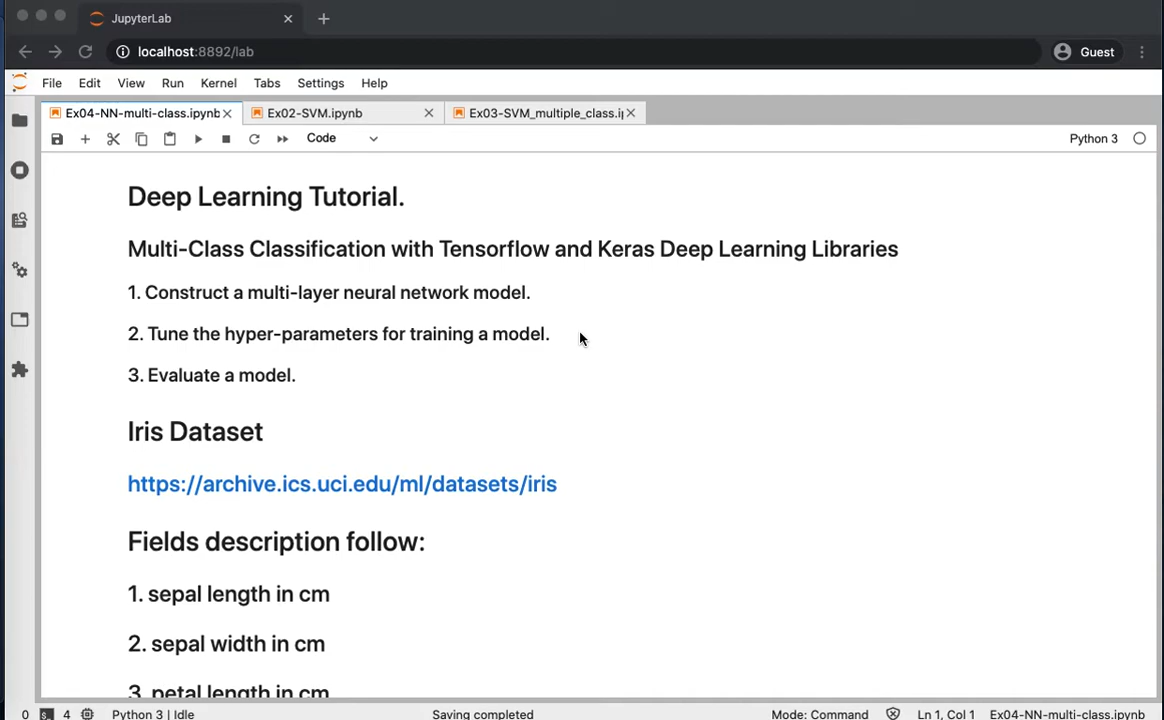 JupyterLab
localhost:8892/lab
Guest
File Edit View Run Kernel Tabs Settings Help
Ex04-NN-multi-class.ipynb Ex02-SVM.ipynb Ex03-SVM_multiple_class.i
Code Python 3
Deep Learning Tutorial.
Multi-Class Classification with Tensorflow and Keras Deep Learning Libraries
1. Construct a multi-layer neural network model.
2. Tune the hyper-parameters for training a model.
3. Evaluate a model.
Iris Dataset
https://archive.ics.uci.edu/ml/datasets/iris
Fields description follow:
1. sepal length in cm
2. sepal width in cm
3. petal length in cm
0 4 Python 3 | Idle Saving completed Mode: Command Ln 1, Col 1 Ex04-NN-multi-class.ipynb